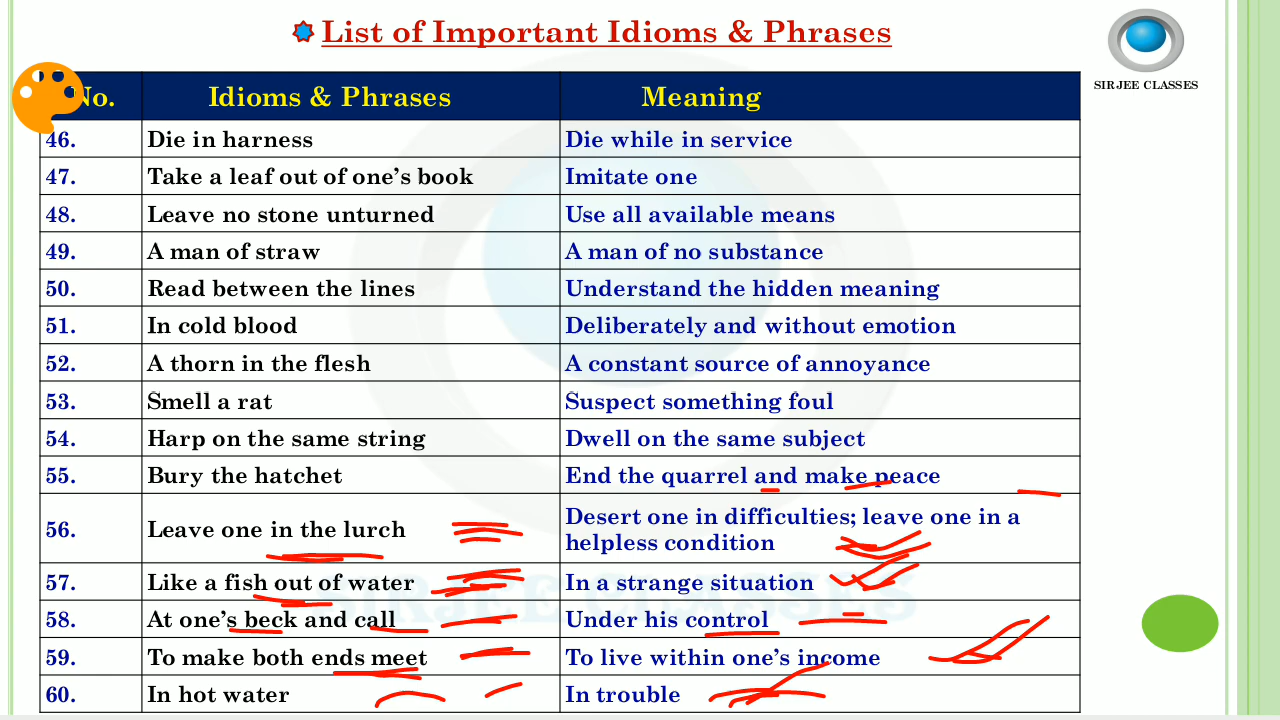 List of Important Idioms & Phrases
SIRJEE CLASSES
No. Idioms & Phrases Meaning
46. Die in harness Die while in service
47. Take a leaf out of one's book Imitate one
48. Leave no stone unturned Use all available means
49. A man of straw A man of no substance
50. Read between the lines Understand the hidden meaning
51. In cold blood Deliberately and without emotion
52. A thorn in the flesh A constant source of annoyance
53. Smell a rat Suspect something foul
54. Harp on the same string Dwell on the same subject
55. Bury the hatchet End the quarrel and make peace
56. Leave one in the lurch Desert one in difficulties; leave one in a
helpless condition
57. Like a fish out of water In a strange situation
SIRJEE CLASSES
58. At one's beck and call Under his control
59. To make both ends meet To live within one's income
60. In hot water In trouble